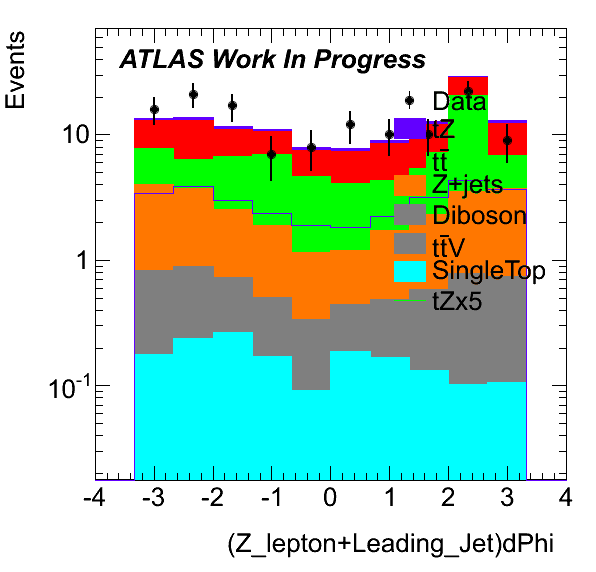 Events
ATLAS Work In Progress
Data
tZ
tt̄
Z+jets
Diboson
tt̄V
SingleTop
tZx5
10
1
10⁻¹
-4 -3 -2 -1 0 1 2 3 4
(Z_lepton+Leading_Jet)dPhi